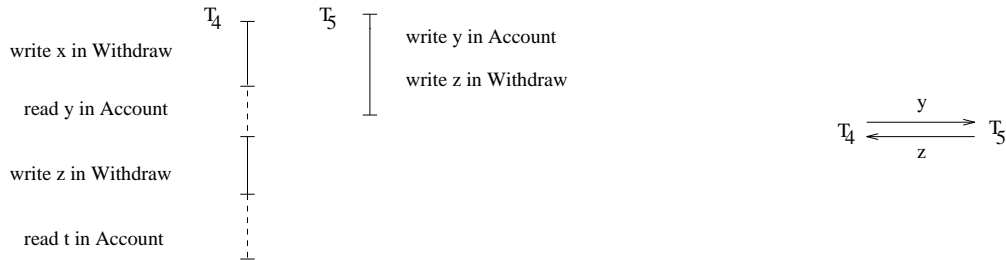 T4
T5
write x in Withdraw
write y in Account
write z in Withdraw
read y in Account
write z in Withdraw
read t in Account
y
T4
T5
z